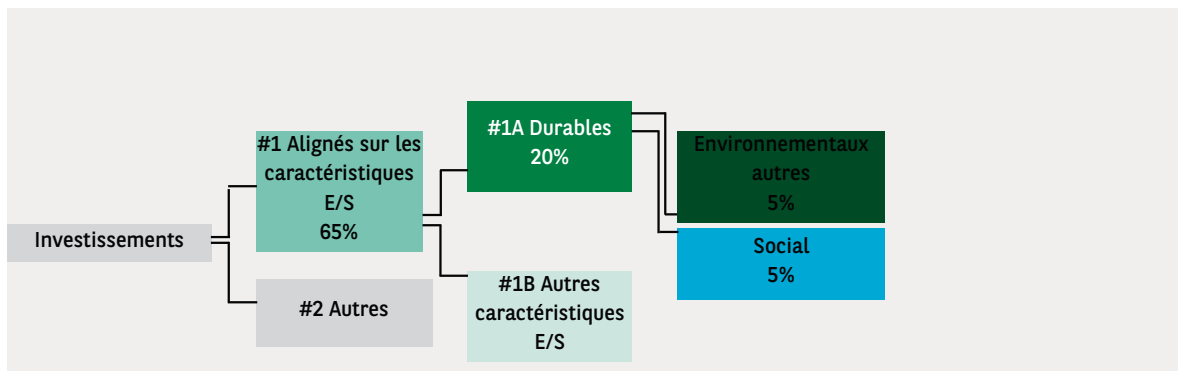 Investissements
#1 Alignés sur les
caractéristiques
E/S
65%
#2 Autres
#1A Durables
20%
#1B Autres
caractéristiques
E/S
Environnementaux
autres
5%
Social
5%